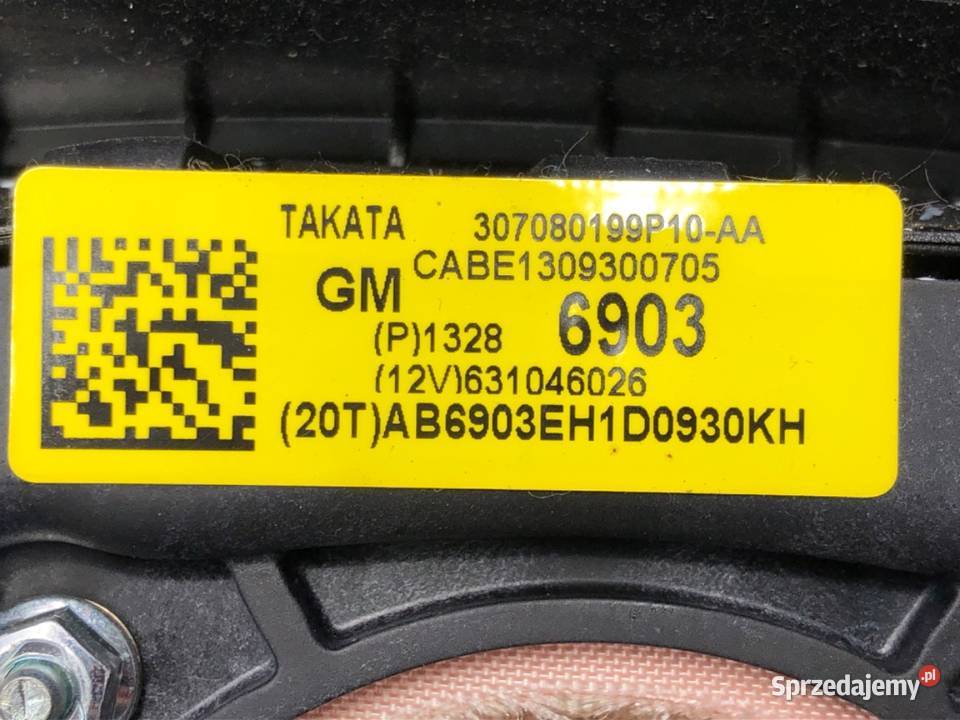 TAKATA 307080199P10-AA
CABE1309300705
GM
(P)1328 6903
(12V)631046026
(20T)AB6903EH1D0930KH
Sprzedajemy.pl